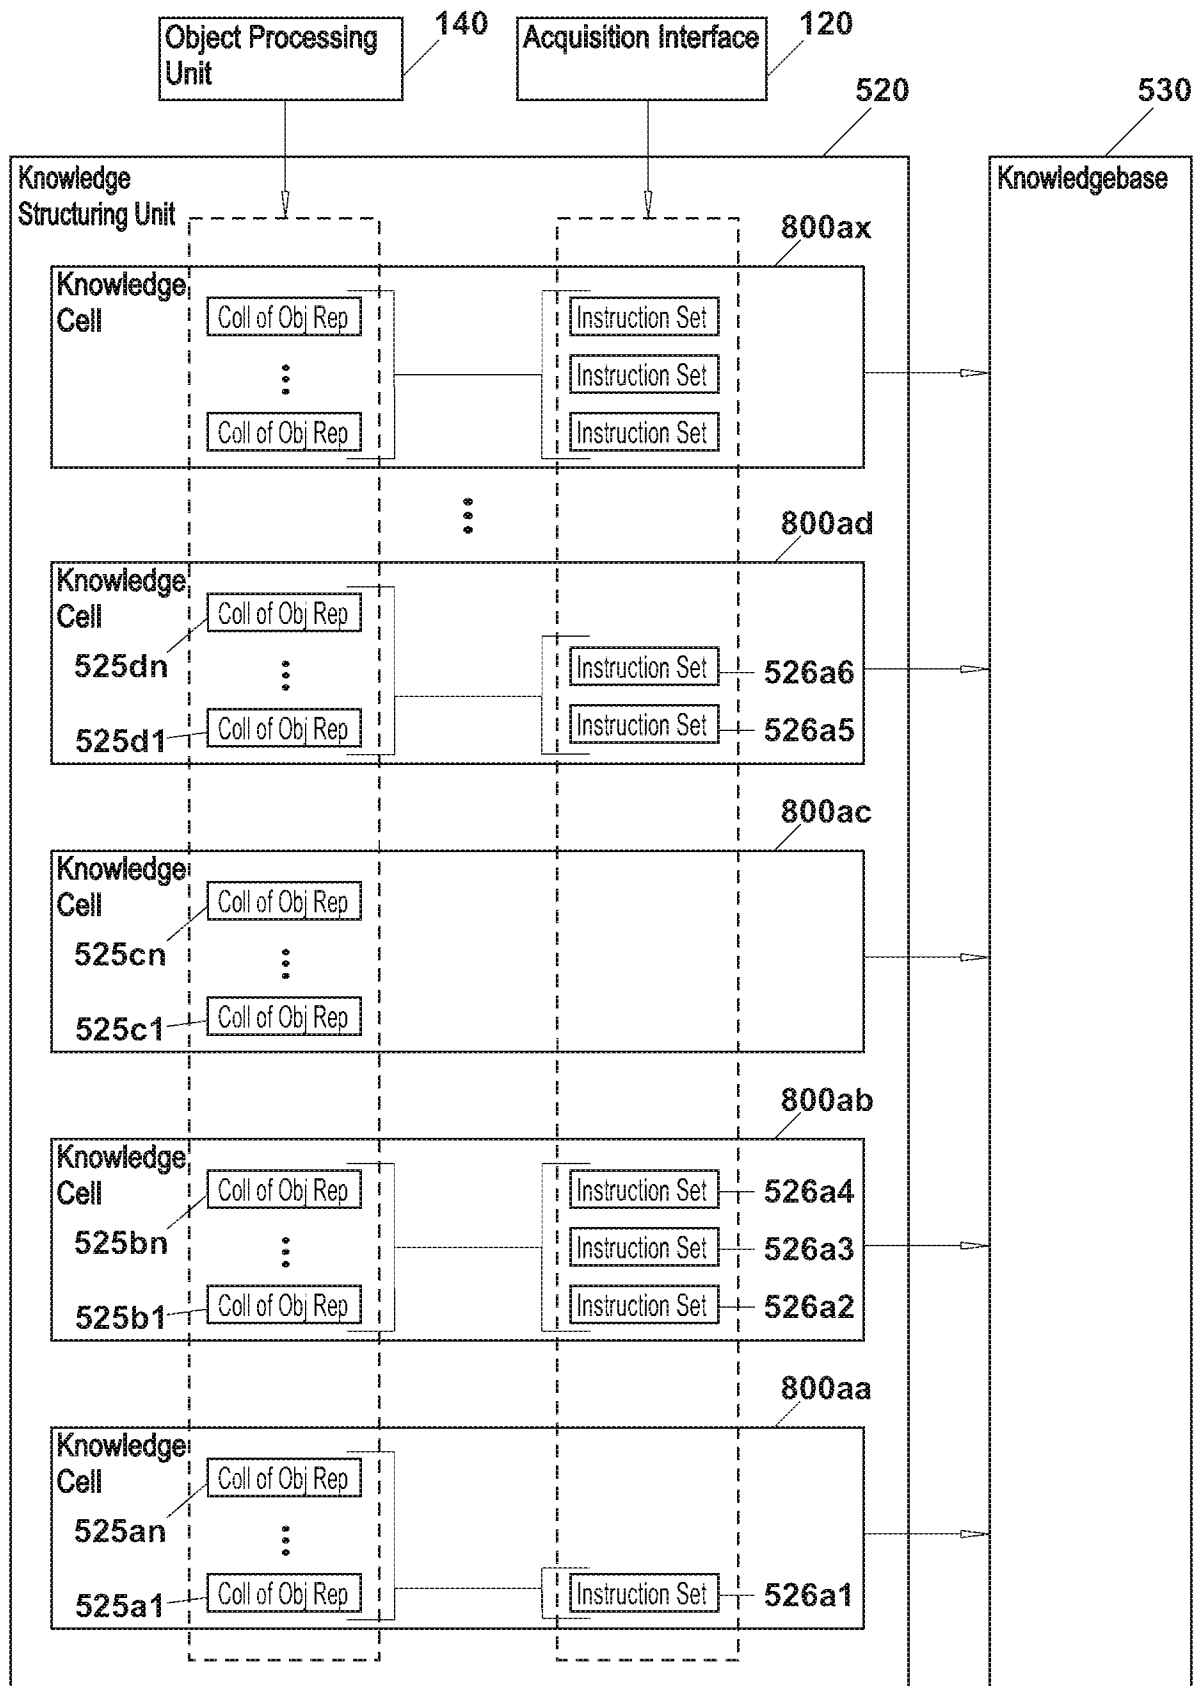 Object Processing
Unit
140
Acquisition Interface
120
520
530
Knowledge
Structuring Unit
Knowledgebase
800ax
Knowledge
Cell
Coll of Obj Rep
Instruction Set
Instruction Set
Coll of Obj Rep
Instruction Set
800ad
Knowledge
Cell
Coll of Obj Rep
525dn
Instruction Set
526a6
525d1
Coll of Obj Rep
Instruction Set
526a5
800ac
Knowledge
Cell
Coll of Obj Rep
525cn
525c1
Coll of Obj Rep
800ab
Knowledge
Cell
Coll of Obj Rep
Instruction Set
526a4
525bn
Instruction Set
526a3
525b1
Coll of Obj Rep
Instruction Set
526a2
800aa
Knowledge
Cell
Coll of Obj Rep
525an
525a1
Coll of Obj Rep
Instruction Set
526a1